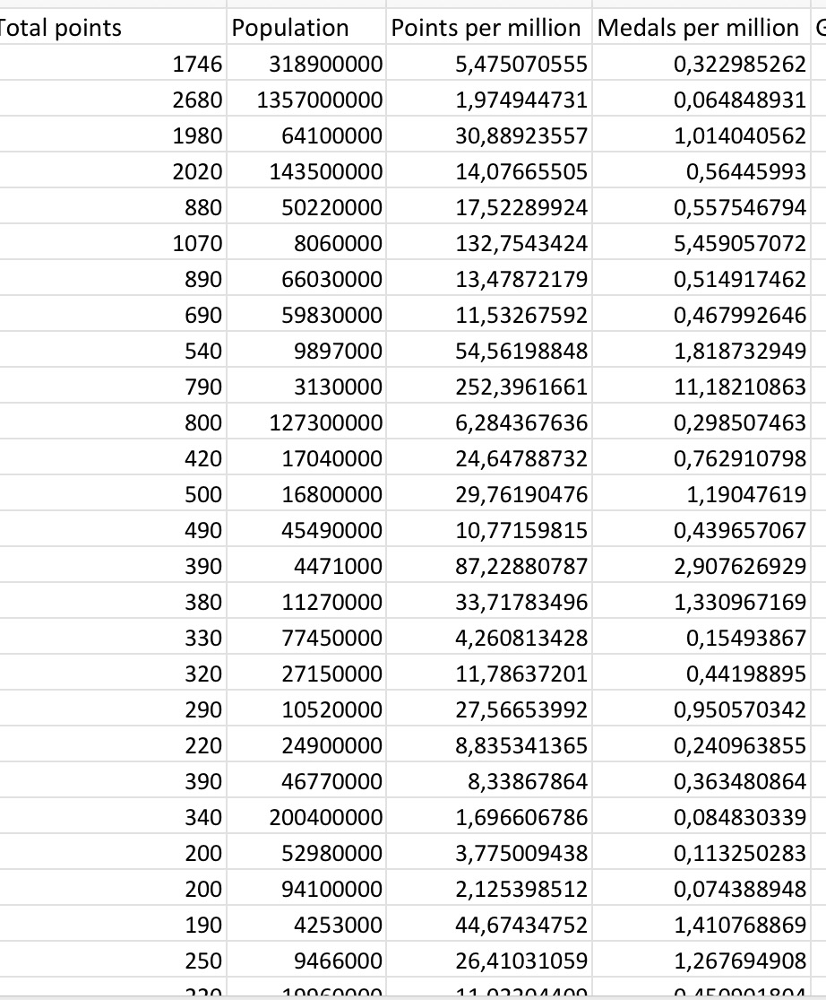 Total points Population Points per million Medals per million
1746 318900000 5,475070555 0,322985262
2680 1357000000 1,974944731 0,064848931
1980 64100000 30,88923557 1,014040562
2020 143500000 14,07665505 0,56445993
880 50220000 17,52289924 0,557546794
1070 8060000 132,7543424 5,459057072
890 66030000 13,47872179 0,514917462
690 59830000 11,53267592 0,467992646
540 9897000 54,56198848 1,818732949
790 3130000 252,3961661 11,18210863
800 127300000 6,284367636 0,298507463
420 17040000 24,64788732 0,762910798
500 16800000 29,76190476 1,19047619
490 45490000 10,77159815 0,439657067
390 4471000 87,22880787 2,907626929
380 11270000 33,71783496 1,330967169
330 77450000 4,260813428 0,15493867
320 27150000 11,78637201 0,44198895
290 10520000 27,56653992 0,950570342
220 24900000 8,835341365 0,240963855
390 46770000 8,33867864 0,363480864
340 200400000 1,696606786 0,084830339
200 52980000 3,775009438 0,113250283
200 94100000 2,125398512 0,074388948
190 4253000 44,67434752 1,410768869
250 9466000 26,41031059 1,267694908